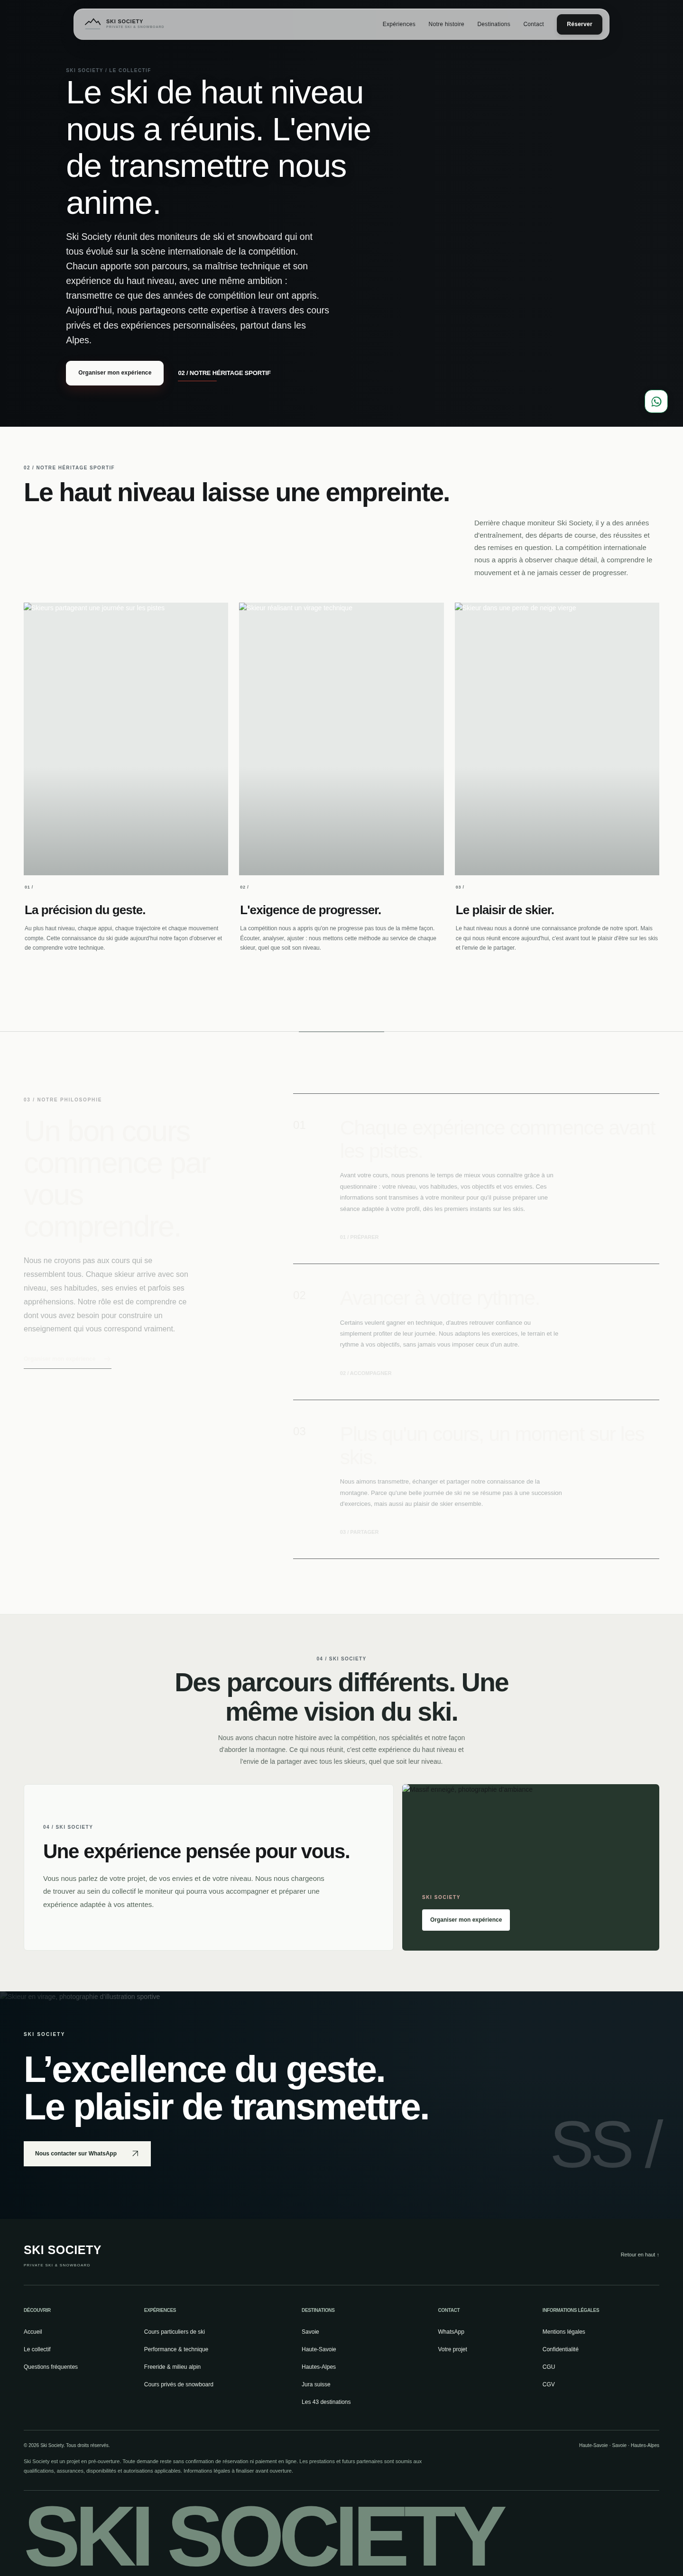 SKI SOCIETY
PRIVATE SKI & SNOWBOARD
Expériences
Notre histoire
Destinations
Contact
Réserver
SKI SOCIETY / LE COLLECTIF
Le ski de haut niveau
nous a réunis. L'envie
de transmettre nous
anime.
Ski Society réunit des moniteurs de ski et snowboard qui ont
tous évolué sur la scène internationale de la compétition.
Chacun apporte son parcours, sa maîtrise technique et son
expérience du haut niveau, avec une même ambition :
transmettre ce que des années de compétition leur ont appris.
Aujourd'hui, nous partageons cette expertise à travers des cours
privés et des expériences personnalisées, partout dans les
Alpes.
Organiser mon expérience
02 / NOTRE HÉRITAGE SPORTIF
02 / NOTRE HÉRITAGE SPORTIF
Le haut niveau laisse une empreinte.
Derrière chaque moniteur Ski Society, il y a des années
d'entraînement, des départs de course, des réussites et
des remises en question. La compétition internationale
nous a appris à observer chaque détail, à comprendre le
mouvement et à ne jamais cesser de progresser.
01 /
La précision du geste.
Au plus haut niveau, chaque appui, chaque trajectoire et chaque mouvement
compte. Cette connaissance du ski guide aujourd'hui notre façon d'observer et
de comprendre votre technique.
02 /
L'exigence de progresser.
La compétition nous a appris qu'on ne progresse pas tous de la même façon.
Écouter, analyser, ajuster : nous mettons cette méthode au service de chaque
skieur, quel que soit son niveau.
03 /
Le plaisir de skier.
Le haut niveau nous a donné une connaissance profonde de notre sport. Mais
ce qui nous réunit encore aujourd'hui, c'est avant tout le plaisir d'être sur les skis
et l'envie de le partager.
03 / NOTRE PHILOSOPHIE
Un bon cours
commence par
vous
comprendre.
Nous ne croyons pas aux cours qui se
ressemblent tous. Chaque skieur arrive avec son
niveau, ses habitudes, ses envies et parfois ses
appréhensions. Notre rôle est de comprendre ce
dont vous avez besoin pour construire un
enseignement qui vous correspond vraiment.
01
Chaque expérience commence avant
les pistes.
Avant votre cours, nous prenons le temps de mieux vous connaître grâce à un
questionnaire : votre niveau, vos habitudes, vos objectifs et vos envies. Ces
informations sont transmises à votre moniteur pour qu'il puisse préparer une
séance adaptée à votre profil, dès les premiers instants sur les skis.
01 / PRÉPARER
02
Avancer à votre rythme.
Certains veulent gagner en technique, d'autres retrouver confiance ou
simplement profiter de leur journée. Nous adaptons les exercices, le terrain et le
rythme à vos objectifs, sans jamais vous imposer ceux d'un autre.
02 / ACCOMPAGNER
03
Plus qu'un cours, un moment sur les
skis.
Nous aimons transmettre, échanger et partager notre connaissance de la
montagne. Parce qu'une belle journée de ski ne se résume pas à une succession
d'exercices, mais aussi au plaisir de skier ensemble.
03 / PARTAGER
04 / SKI SOCIETY
Des parcours différents. Une
même vision du ski.
Nous avons chacun notre histoire avec la compétition, nos spécialités et notre façon
d'aborder la montagne. Ce qui nous réunit, c'est cette expérience du haut niveau et
l'envie de la partager avec tous les skieurs, quel que soit leur niveau.
04 / SKI SOCIETY
Une expérience pensée pour vous.
Vous nous parlez de votre projet, de vos envies et de votre niveau. Nous nous chargeons
de trouver au sein du collectif le moniteur qui pourra vous accompagner et préparer une
expérience adaptée à vos attentes.
SKI SOCIETY
Organiser mon expérience
en virage, photographie d'illustration sportive
SKI SOCIETY
L’excellence du geste.
Le plaisir de transmettre.
Nous contacter sur WhatsApp
SS /
SKI SOCIETY
PRIVATE SKI & SNOWBOARD
Retour en haut ↑
DÉCOUVRIR
Accueil
Le collectif
Questions fréquentes
EXPÉRIENCES
Cours particuliers de ski
Performance & technique
Freeride & milieu alpin
Cours privés de snowboard
DESTINATIONS
Savoie
Haute-Savoie
Hautes-Alpes
Jura suisse
Les 43 destinations
CONTACT
WhatsApp
Votre projet
INFORMATIONS LÉGALES
Mentions légales
Confidentialité
CGU
CGV
© 2026 Ski Society. Tous droits réservés.
Haute-Savoie · Savoie · Hautes-Alpes
Ski Society est un projet en pré-ouverture. Toute demande reste sans confirmation de réservation ni paiement en ligne. Les prestations et futurs partenaires sont soumis aux
qualifications, assurances, disponibilités et autorisations applicables. Informations légales à finaliser avant ouverture.
SKI SOCIETY